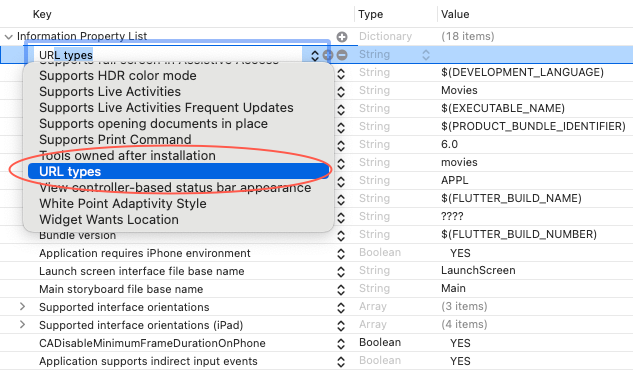 Key Type Value
Information Property List Dictionary (18 items)
URL types String
Supports full screen in Assistive Access
Supports HDR color mode String $(DEVELOPMENT_LANGUAGE)
Supports Live Activities String Movies
Supports Live Activities Frequent Updates String $(EXECUTABLE_NAME)
Supports opening documents in place String $(PRODUCT_BUNDLE_IDENTIFIER)
Supports Print Command String 6.0
Tools owned after installation String movies
URL types String APPL
View controller-based status bar appearance
White Point Adaptivity Style String $(FLUTTER_BUILD_NAME)
Widget Wants Location String ????
Bundle version String $(FLUTTER_BUILD_NUMBER)
Application requires iPhone environment Boolean YES
Launch screen interface file base name String LaunchScreen
Main storyboard file base name String Main
Supported interface orientations Array (3 items)
Supported interface orientations (iPad) Array (4 items)
CADisableMinimumFrameDurationOnPhone Boolean YES
Application supports indirect input events Boolean YES